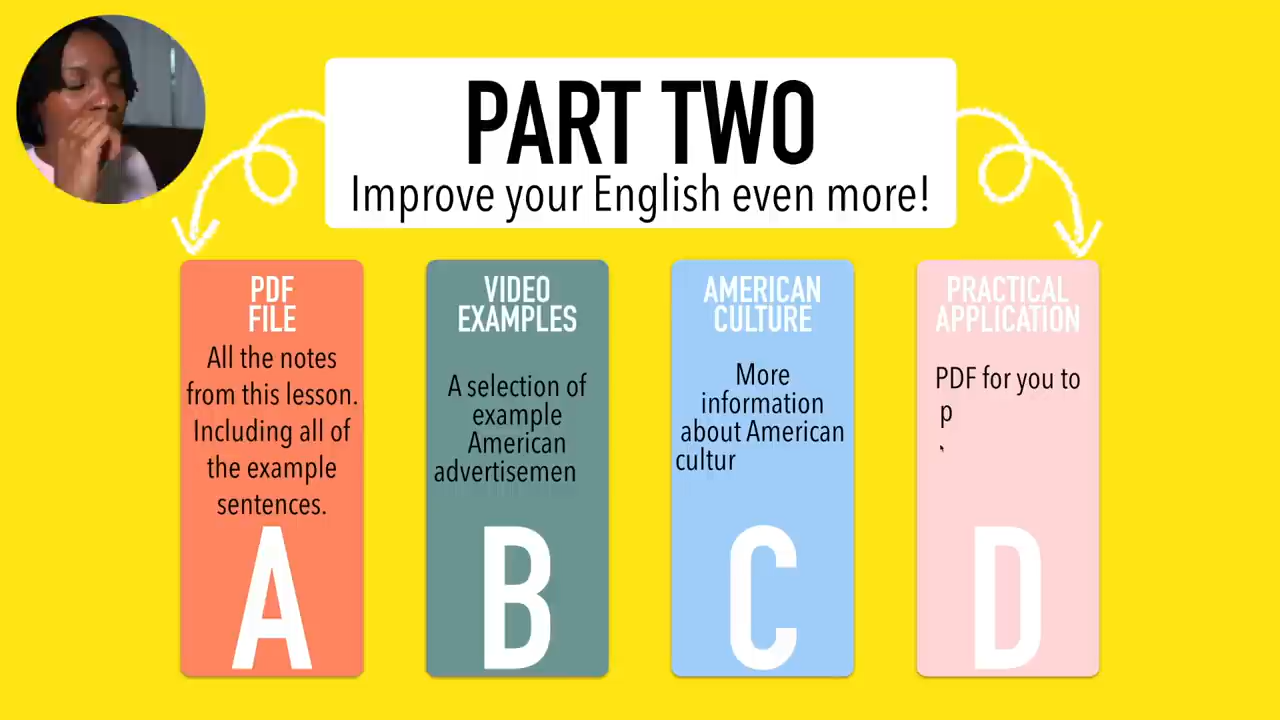 PART TWO
Improve your English even more!
PDF
FILE
All the notes
from this lesson.
Including all of
the example
sentences.
A
VIDEO
EXAMPLES
A selection of
example
American
advertisemen
B
AMERICAN
CULTURE
More
information
about American
cultur
C
PRACTICAL
APPLICATION
PDF for you to
p
D